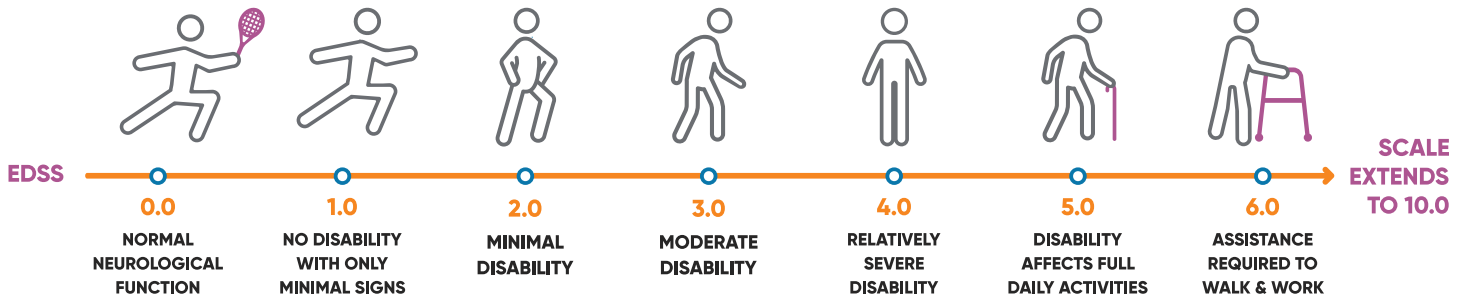 EDSS
0.0
NORMAL
NEUROLOGICAL
FUNCTION
1.0
NO DISABILITY
WITH ONLY
MINIMAL SIGNS
2.0
MINIMAL
DISABILITY
3.0
MODERATE
DISABILITY
4.0
RELATIVELY
SEVERE
DISABILITY
5.0
DISABILITY
AFFECTS FULL
DAILY ACTIVITIES
6.0
ASSISTANCE
REQUIRED TO
WALK & WORK
SCALE
EXTENDS
TO 10.0